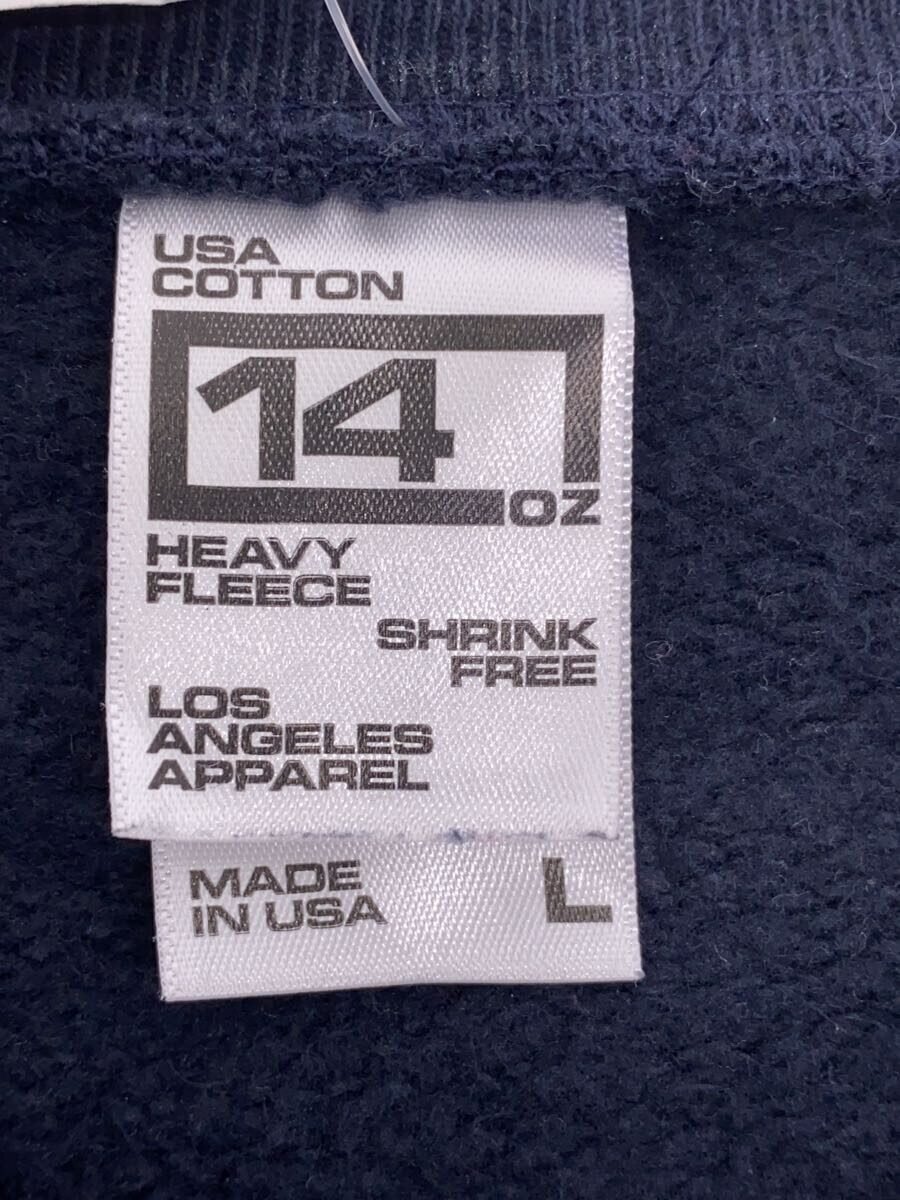 USA
COTTON
14
OZ
HEAVY
FLEECE
SHRINK
FREE
LOS
ANGELES
APPAREL
MADE
IN USA
L